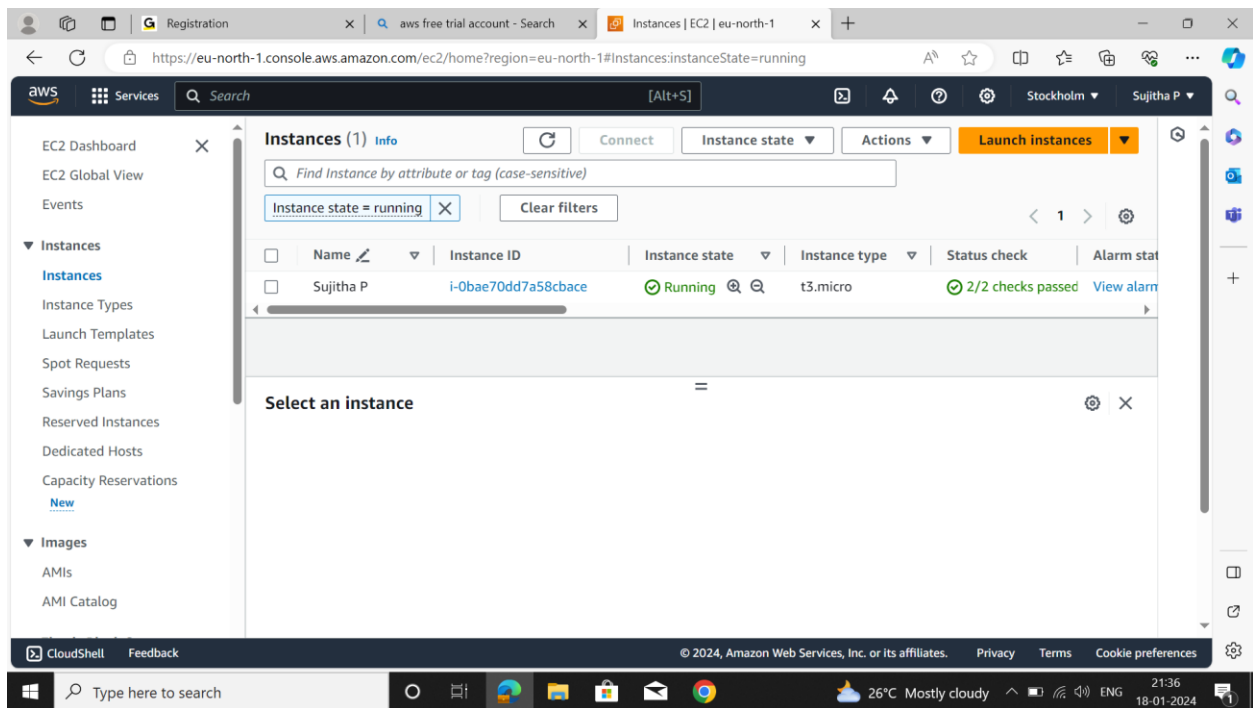 G Registration
aws free trial account - Search
Instances | EC2 | eu-north-1
https://eu-north-1.console.aws.amazon.com/ec2/home?region=eu-north-1#Instances:instanceState=running
aws Services Search [Alt+S] Stockholm Sujitha P
EC2 Dashboard
EC2 Global View
Events
Instances
Instances
Instance Types
Launch Templates
Spot Requests
Savings Plans
Reserved Instances
Dedicated Hosts
Capacity Reservations
New
Images
AMIs
AMI Catalog
Instances (1) Info Connect Instance state Actions Launch instances
Find Instance by attribute or tag (case-sensitive)
Instance state = running Clear filters
1
Name Instance ID Instance state Instance type Status check Alarm stat
Sujitha P i-0bae70dd7a58cbace Running t3.micro 2/2 checks passed View alarm
Select an instance
CloudShell Feedback © 2024, Amazon Web Services, Inc. or its affiliates. Privacy Terms Cookie preferences
Type here to search 26°C Mostly cloudy ENG 21:36
18-01-2024
1